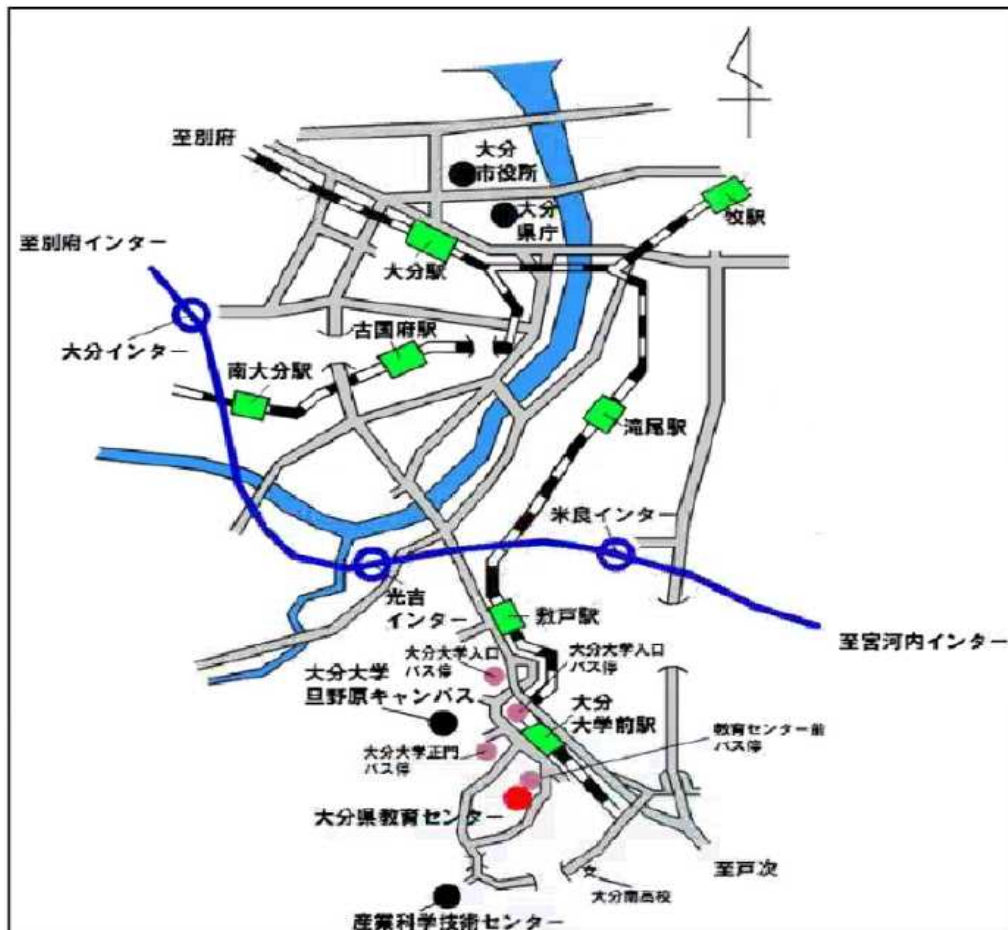 至別府
大分
市役所
大分
県庁
牧駅
至別府インター
大分駅
大分インター
古国府駅
南大分駅
滝尾駅
米良インター
光吉
インター
敷戸駅
至宮河内インター
大分大学入口
バス停
大分大学入口
バス停
大分大学
旦野原キャンパス
大分
大学前駅
教育センター前
バス停
大分大学正門
バス停
大分県教育センター
至戸次
大分南高校
産業科学技術センター